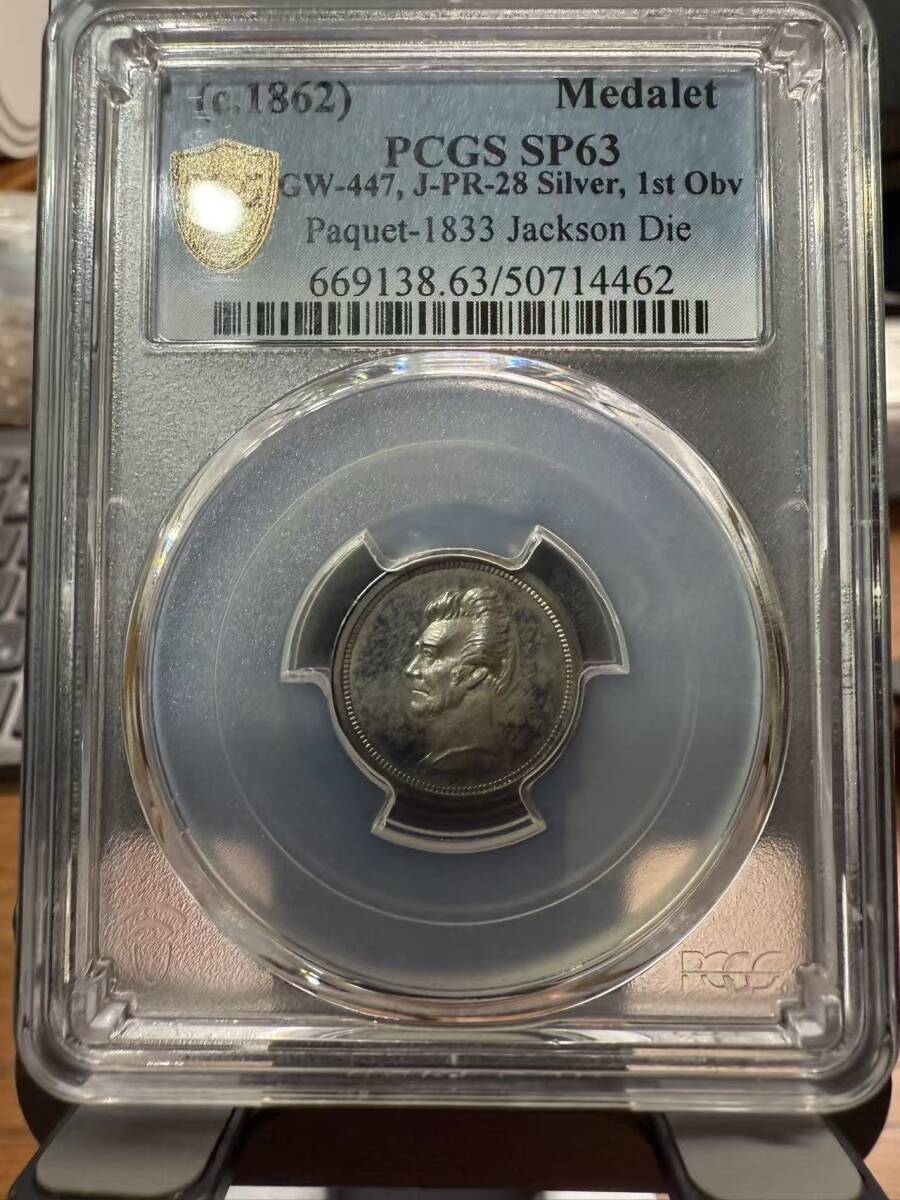 (c.1862) Medalet
PCGS SP63
GW-447, J-PR-28 Silver, 1st Obv
Paquet-1833 Jackson Die
669138.63/50714462
PCGS